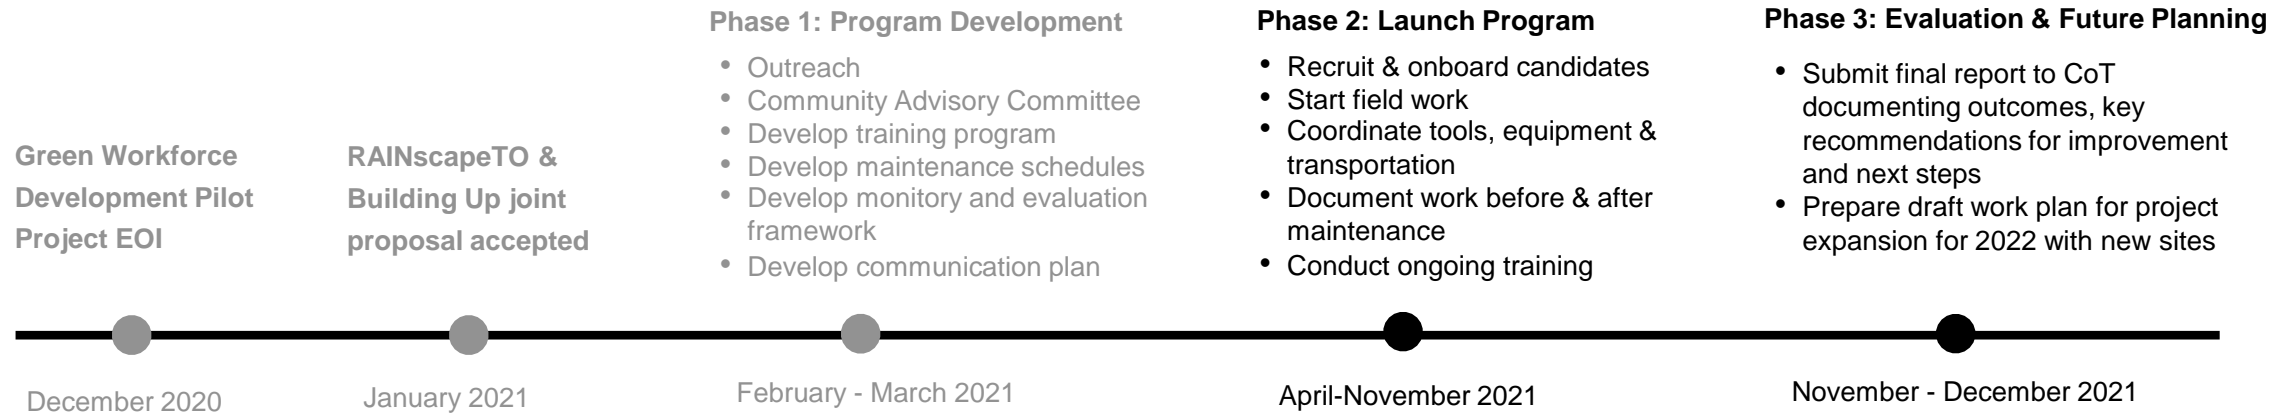 Green Workforce
Development Pilot
Project EOI
December 2020
RAINscapeTO &
Building Up joint
proposal accepted
January 2021
Phase 1: Program Development
• Outreach
• Community Advisory Committee
• Develop training program
• Develop maintenance schedules
• Develop monitory and evaluation
framework
• Develop communication plan
February - March 2021
Phase 2: Launch Program
• Recruit & onboard candidates
• Start field work
• Coordinate tools, equipment &
transportation
• Document work before & after
maintenance
• Conduct ongoing training
April-November 2021
Phase 3: Evaluation & Future Planning
• Submit final report to CoT
documenting outcomes, key
recommendations for improvement
and next steps
• Prepare draft work plan for project
expansion for 2022 with new sites
November - December 2021